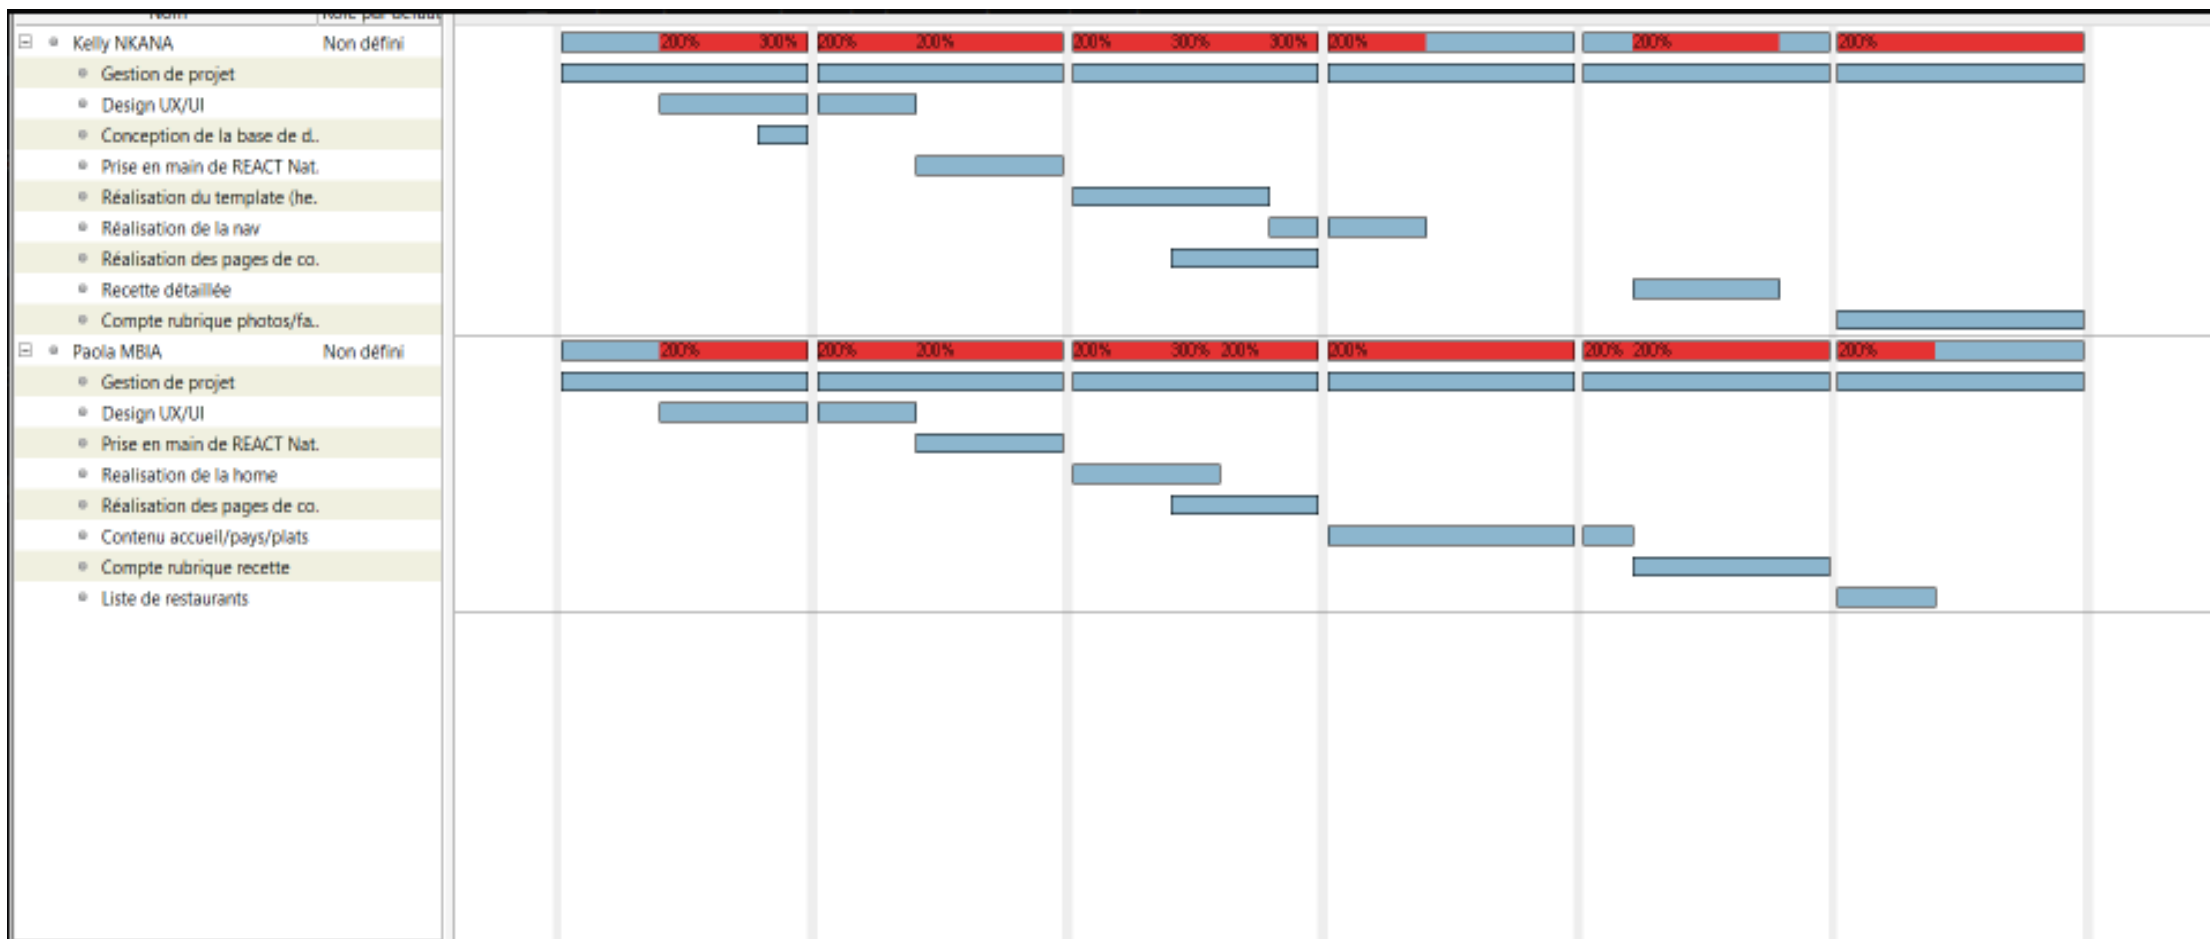 Nom Rôle par défaut
Kelly NKANA Non défini 200% 300% 200% 200% 200% 300% 300% 200% 200% 200%
Gestion de projet
Design UX/UI
Conception de la base de d..
Prise en main de REACT Nat.
Réalisation du template (he.
Réalisation de la nav
Réalisation des pages de co.
Recette détaillée
Compte rubrique photos/fa..
Paola MBIA Non défini 200% 200% 200% 200% 300% 200% 200% 200% 200% 200%
Gestion de projet
Design UX/UI
Prise en main de REACT Nat.
Realisation de la home
Réalisation des pages de co.
Contenu accueil/pays/plats
Compte rubrique recette
Liste de restaurants